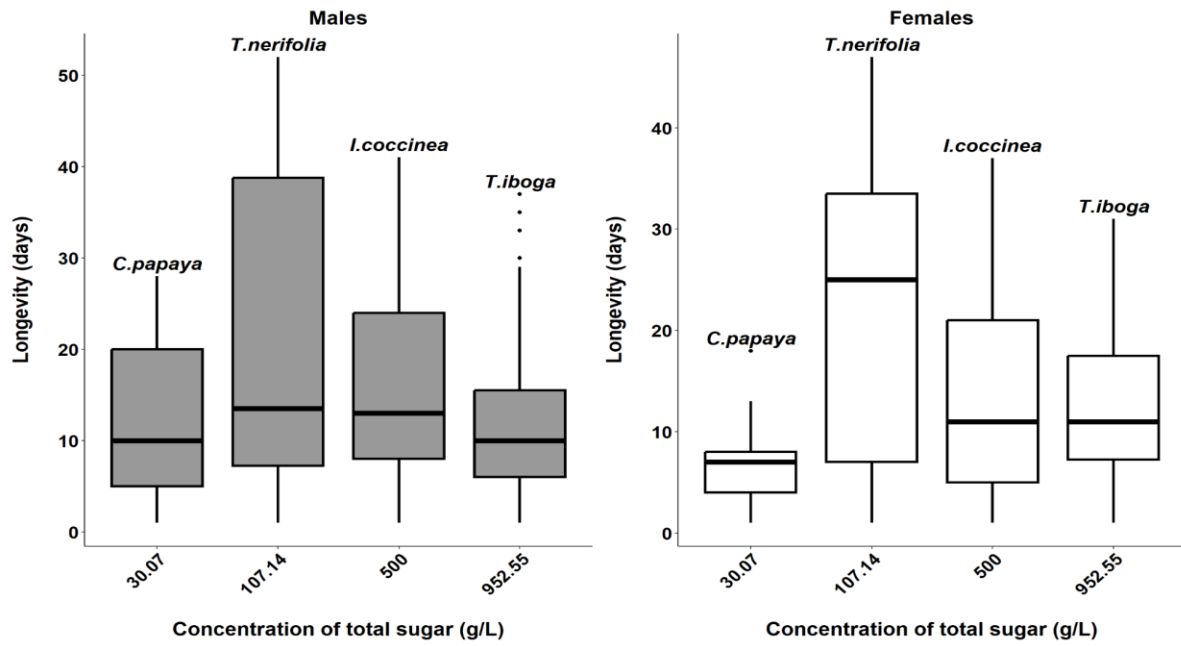 Males
Longevity (days)
50
40
30
20
10
0
T.nerifolia
I.coccinea
T.iboga
C.papaya
30.07
107.14
500
952.55
Concentration of total sugar (g/L)
Females
Longevity (days)
40
30
20
10
0
T.nerifolia
I.coccinea
T.iboga
C.papaya
30.07
107.14
500
952.55
Concentration of total sugar (g/L)